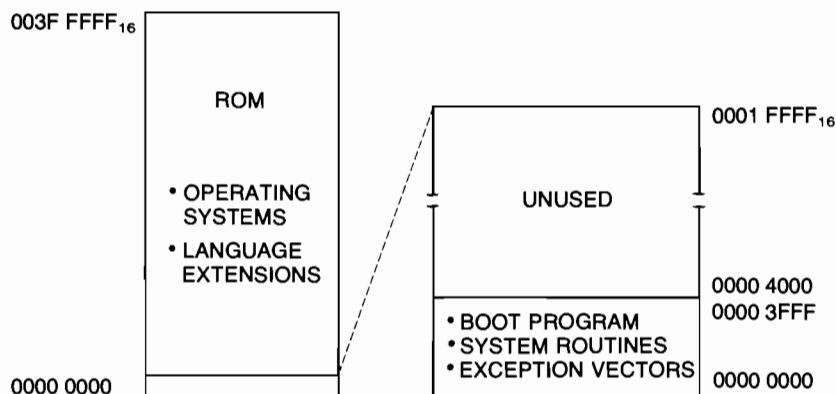 003F FFFF₁₆
ROM
• OPERATING
SYSTEMS
• LANGUAGE
EXTENSIONS
0000 0000
0001 FFFF₁₆
UNUSED
0000 4000
0000 3FFF
• BOOT PROGRAM
• SYSTEM ROUTINES
• EXCEPTION VECTORS
0000 0000